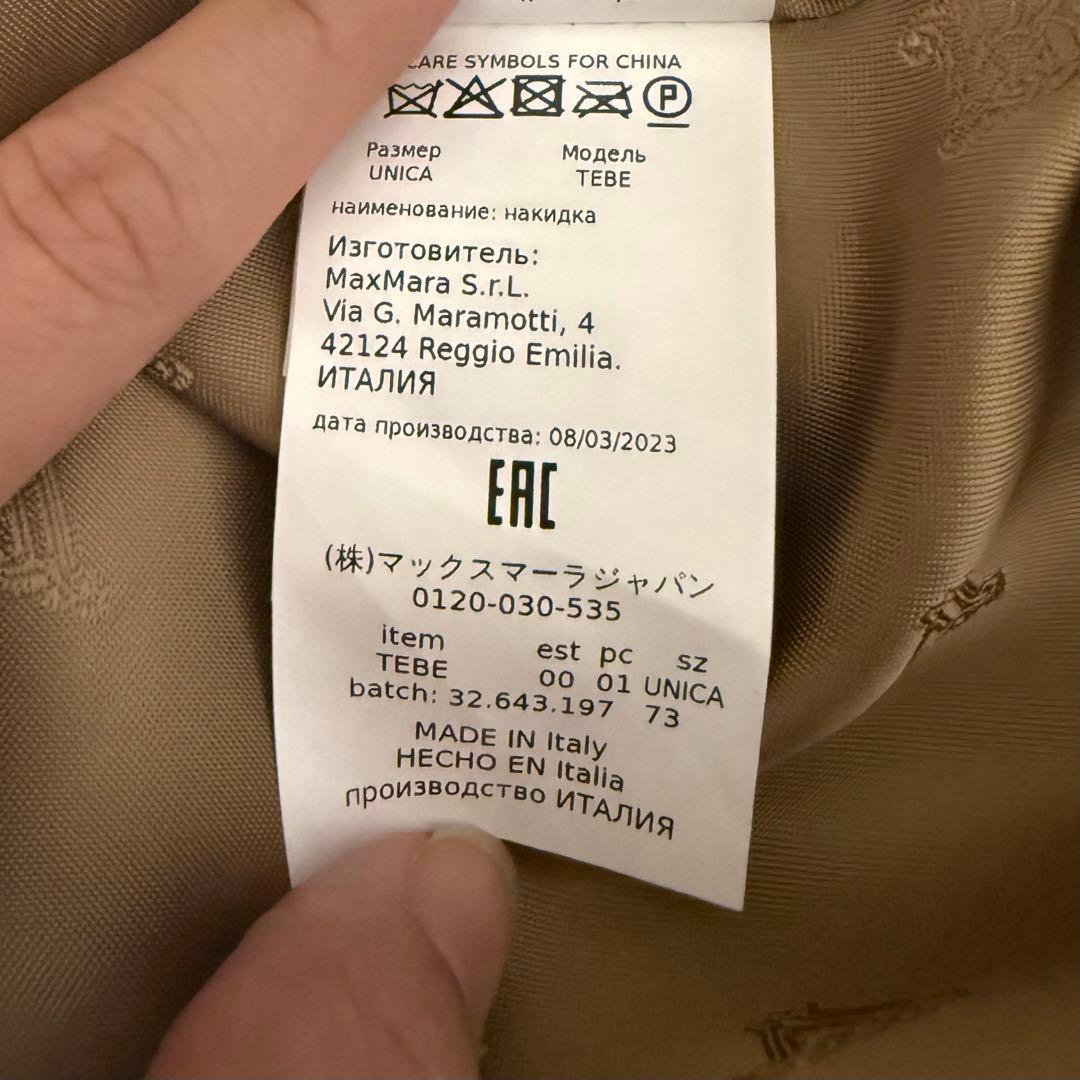 CARE SYMBOLS FOR CHINA
P
Размер Модель
UNICA TEBE
наименование: накидка
Изготовитель:
MaxMara S.r.L.
Via G. Maramotti, 4
42124 Reggio Emilia.
ИТАЛИЯ
дата производства: 08/03/2023
EAC
(株)マックスマーラジャパン
0120-030-535
item est pc sz
TEBE 00 01 UNICA
batch: 32.643.197 73
MADE IN Italy
HECHO EN Italia
производство ИТАЛИЯ